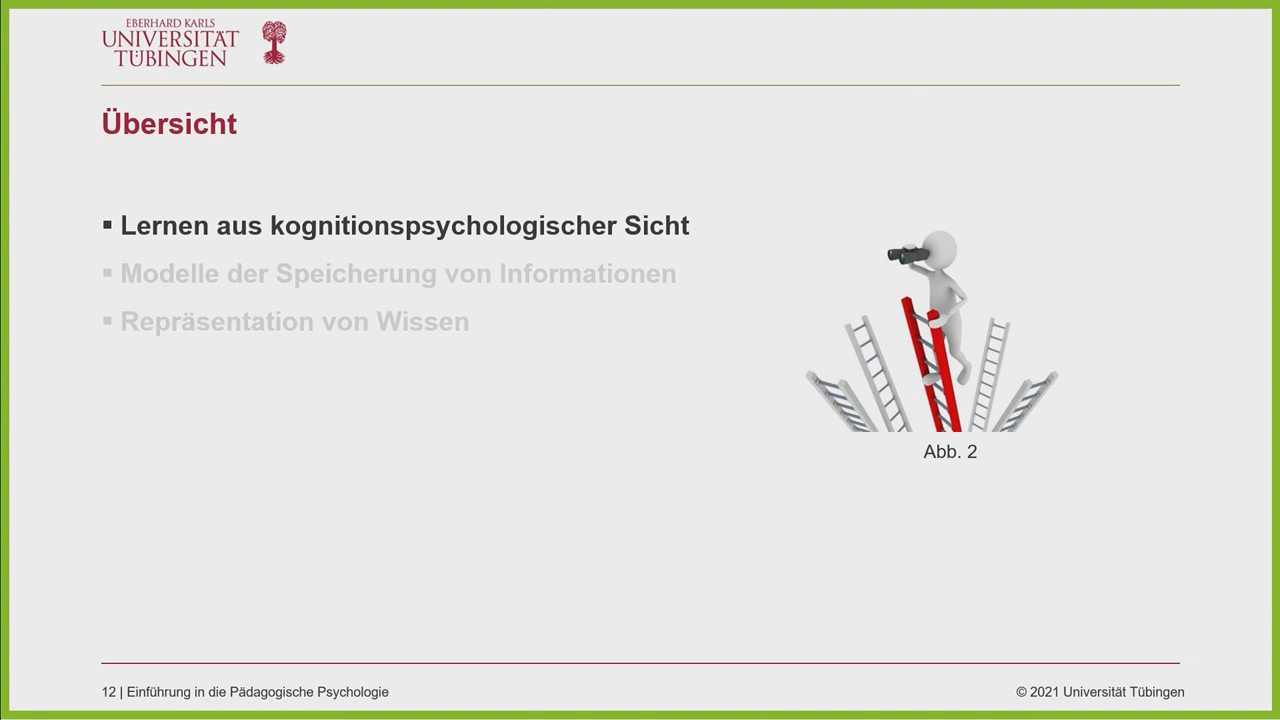 EBERHARD KARLS
UNIVERSITÄT
TÜBINGEN
Übersicht
▪ Lernen aus kognitionspsychologischer Sicht
▪ Modelle der Speicherung von Informationen
▪ Repräsentation von Wissen
Abb. 2
12 | Einführung in die Pädagogische Psychologie
© 2021 Universität Tübingen